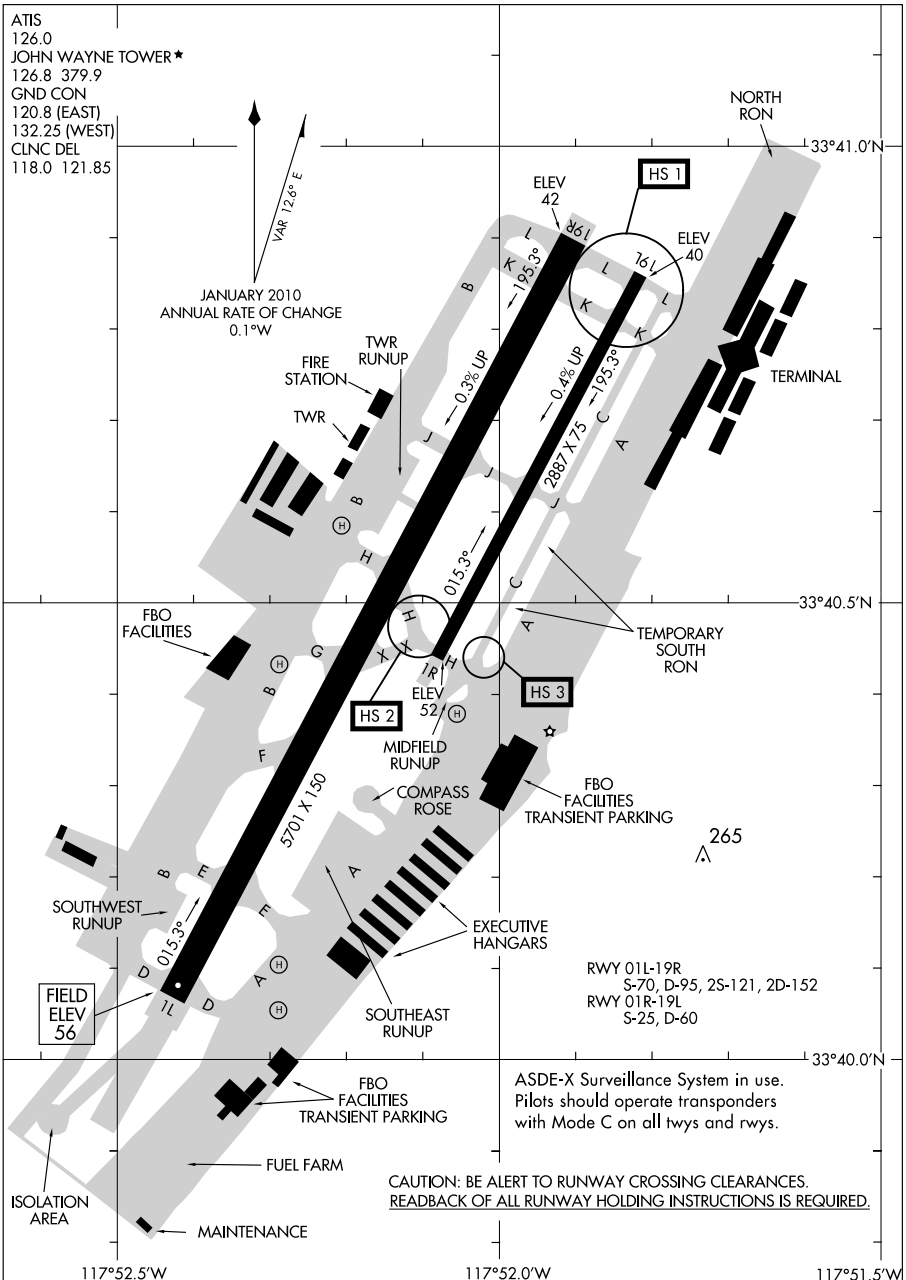 ATIS
126.0
JOHN WAYNE TOWER★
126.8 379.9
GND CON
120.8 (EAST)
132.25 (WEST)
CLNC DEL
118.0 121.85
VAR 12.6° E
JANUARY 2010
ANNUAL RATE OF CHANGE
0.1°W
NORTH
RON
33°41.0'N
HS 1
ELEV
42
19R
ELEV
40
19L
L
L
L
K
K
K
B
195.3°
195.3°
0.3% UP
0.4% UP
2887 X 75
TWR
RUNUP
FIRE
STATION
TWR
TERMINAL
C
A
J
J
J
B
H
H
015.3°
C
A
33°40.5'N
TEMPORARY
SOUTH
RON
FBO
FACILITIES
H
G
X
X
H
H
B
1R
HS 2
ELEV
52
H
HS 3
MIDFIELD
RUNUP
F
COMPASS
ROSE
FBO
FACILITIES
TRANSIENT PARKING
5701 X 150
265
B
E
E
A
SOUTHWEST
RUNUP
015.3°
EXECUTIVE
HANGARS
D
D
A
H
H
1L
FIELD
ELEV
56
SOUTHEAST
RUNUP
RWY 01L-19R
S-70, D-95, 2S-121, 2D-152
RWY 01R-19L
S-25, D-60
33°40.0'N
FBO
FACILITIES
TRANSIENT PARKING
ASDE-X Surveillance System in use.
Pilots should operate transponders
with Mode C on all twys and rwys.
FUEL FARM
ISOLATION
AREA
MAINTENANCE
CAUTION: BE ALERT TO RUNWAY CROSSING CLEARANCES.
READBACK OF ALL RUNWAY HOLDING INSTRUCTIONS IS REQUIRED.
117°52.5'W
117°52.0'W
117°51.5'W